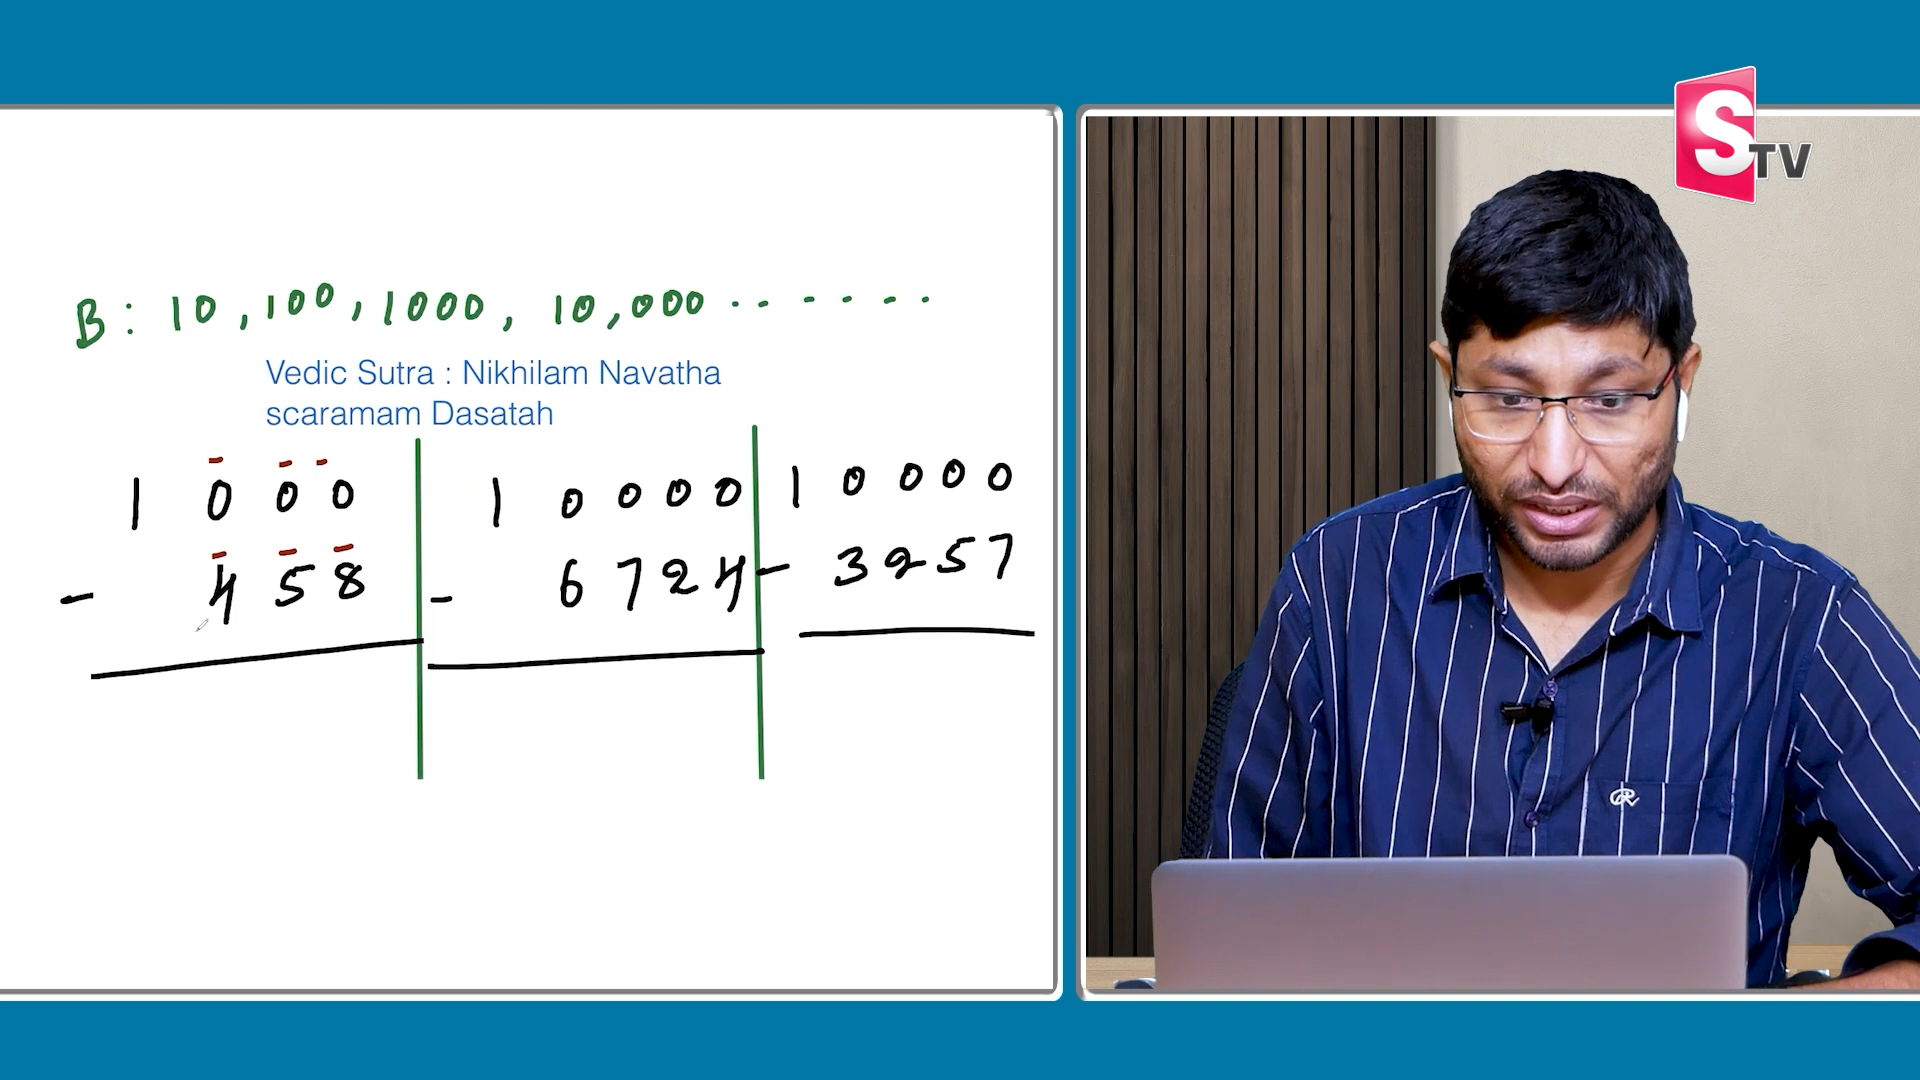 STV
B: 10, 100, 1000, 10,000 . . . . . . .
Vedic Sutra : Nikhilam Navatha
scaramam Dasatah
1 0 0 0
- 4 5 8
1 0 0 0 0
- 6 7 2 4
1 0 0 0 0
- 3 2 5 7